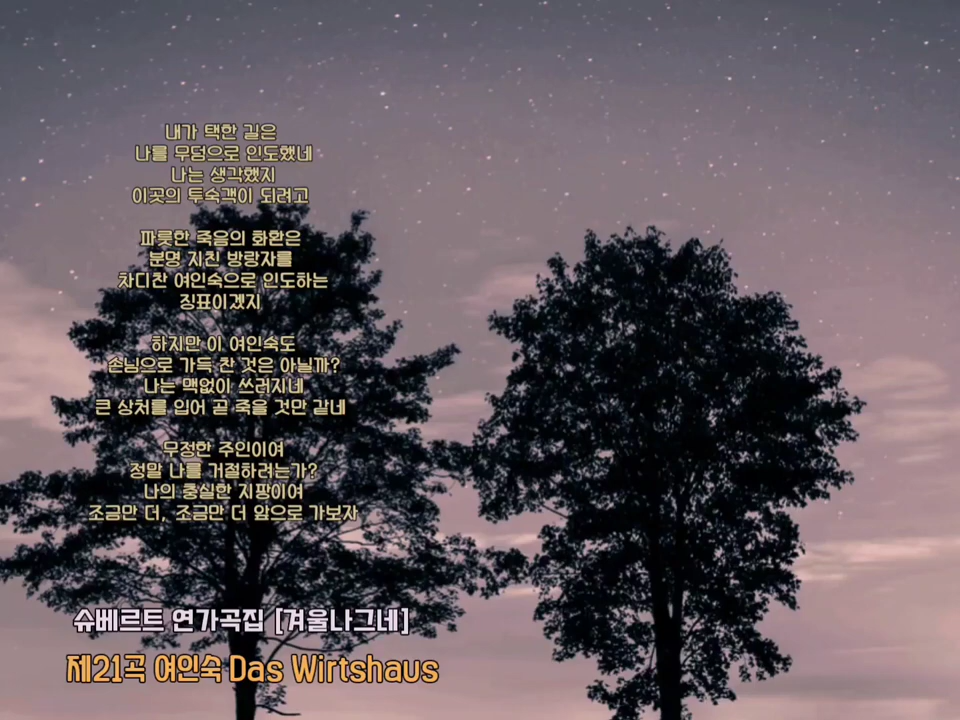 내가 택한 길은
나를 무덤으로 인도했네
나는 생각했지
이곳의 투숙객이 되려고
파릇한 죽음의 화환은
분명 지친 방랑자를
차디찬 여인숙으로 인도하는
징표이겠지
하지만 이 여인숙도
손님으로 가득 찬 것은 아닐까?
나는 맥없이 쓰러지네
큰 상처를 입어 곧 죽을 것만 같네
무정한 주인이여
정말 나를 거절하려는가?
나의 충실한 지팡이여
조금만 더, 조금만 더 앞으로 가보자
슈베르트 연가곡집 [겨울나그네]
제21곡 여인숙 Das Wirtshaus